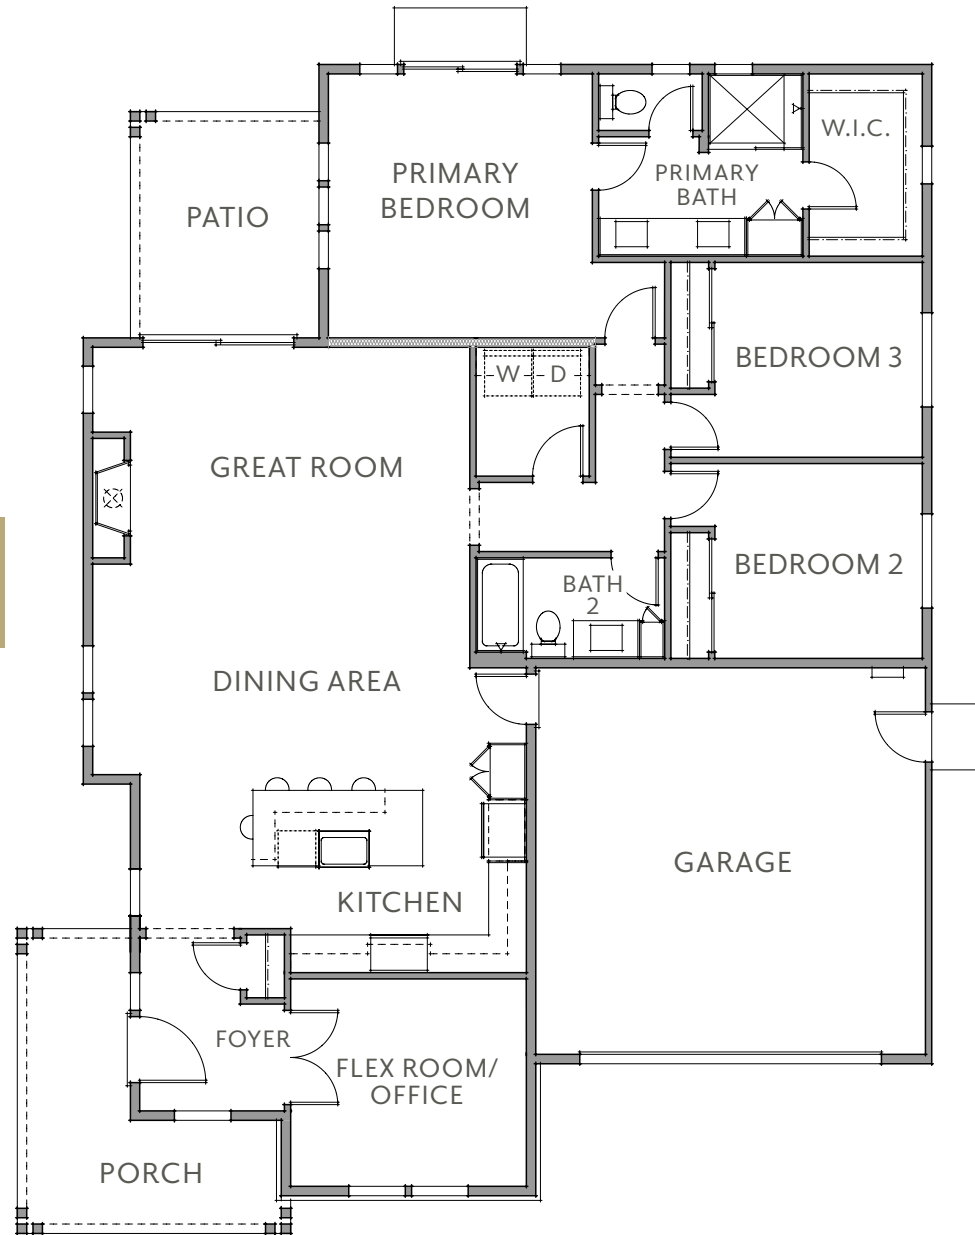 W.I.C.
PRIMARY
BATH
PRIMARY
BEDROOM
PATIO
BEDROOM 3
W
D
GREAT ROOM
BEDROOM 2
BATH
2
DINING AREA
GARAGE
KITCHEN
FOYER
FLEX ROOM/
OFFICE
PORCH